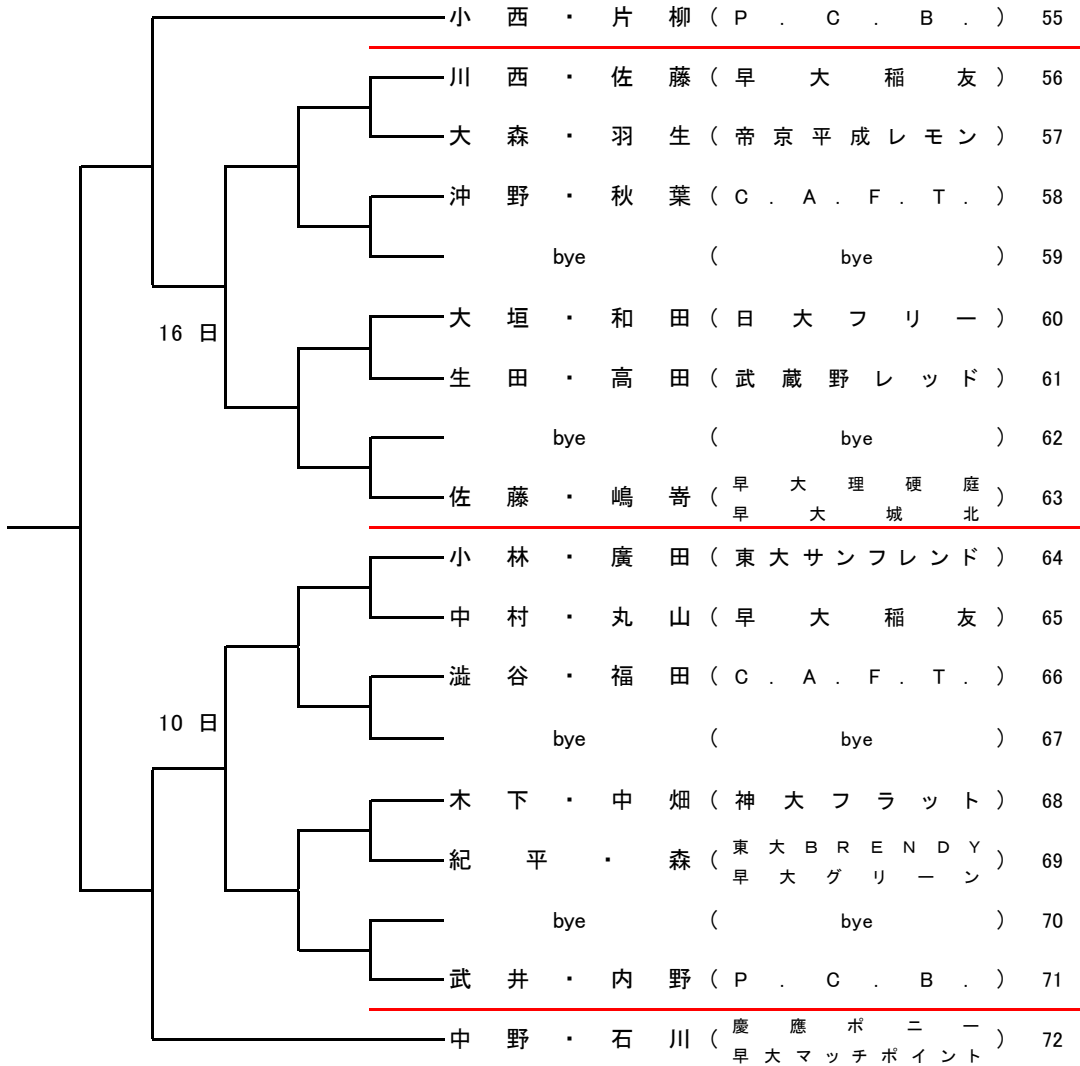 小西・片柳(P.C.B.) 55
川西・佐藤(早大稲友) 56
大森・羽生(帝京平成レモン) 57
沖野・秋葉(C.A.F.T.) 58
bye(bye) 59
大垣・和田(日大フリー) 60
16日
生田・高田(武蔵野レッド) 61
bye(bye) 62
佐藤・嶋嵜(早大理硬庭
早大城北) 63
小林・廣田(東大サンフレンド) 64
中村・丸山(早大稲友) 65
澁谷・福田(C.A.F.T.) 66
10日
bye(bye) 67
木下・中畑(神大フラット) 68
紀平・森(東大BRENDY
早大グリーン) 69
bye(bye) 70
武井・内野(P.C.B.) 71
中野・石川(慶應ポニー
早大マッチポイント) 72